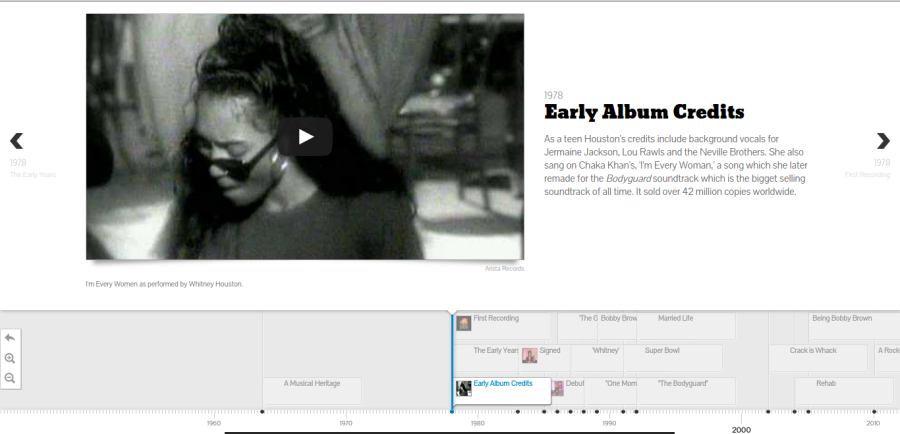 1978
Early Album Credits
As a teen Houston's credits include background vocals for
Jermaine Jackson, Lou Rawls and the Neville Brothers. She also
sang on Chaka Khan's, 'I'm Every Woman,' a song which she later
remade for the Bodyguard soundtrack which is the bigget selling
soundtrack of all time. It sold over 42 million copies worldwide.
1978
The Early Years
1978
First Recording
Arista Records
I'm Every Women as performed by Whitney Houston.
First Recording
'The G
Bobby Brow
Married Life
Being Bobby Brown
The Early Years
Signed
'Whitney'
Super Bowl
Crack is Whack
A Rock
A Musical Heritage
Early Album Credits
Debut
"One Mom
"The Bodyguard"
Rehab
1960
1970
1980
1990
2000
2010